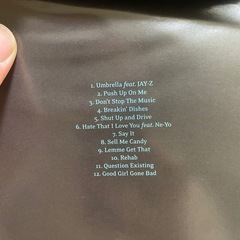 1. Umbrella feat. JAY-Z
2. Push Up On Me
3. Don't Stop The Music
4. Breakin' Dishes
5. Shut Up and Drive
6. Hate That I Love You feat. Ne-Yo
7. Say It
8. Sell Me Candy
9. Lemme Get That
10. Rehab
11. Question Existing
12. Good Girl Gone Bad